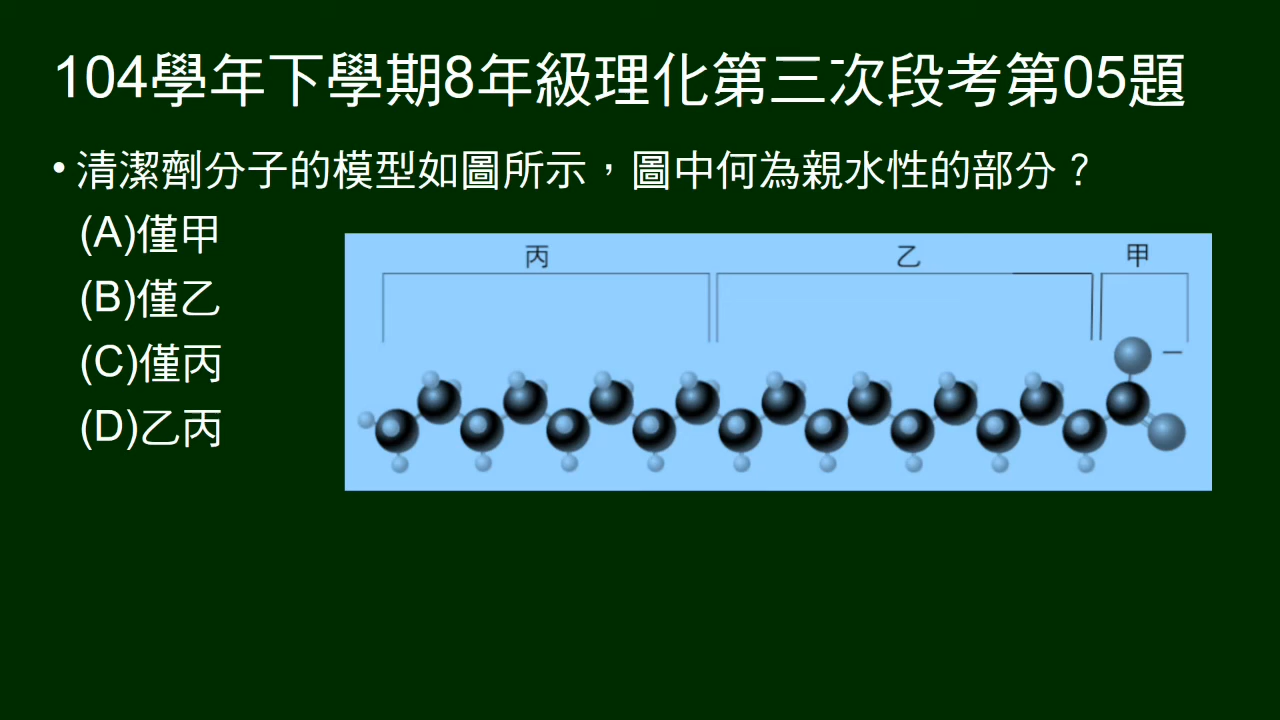 104學年下學期8年級理化第三次段考第05題
•清潔劑分子的模型如圖所示，圖中何為親水性的部分？
(A)僅甲
(B)僅乙
(C)僅丙
(D)乙丙
丙 乙 甲
－